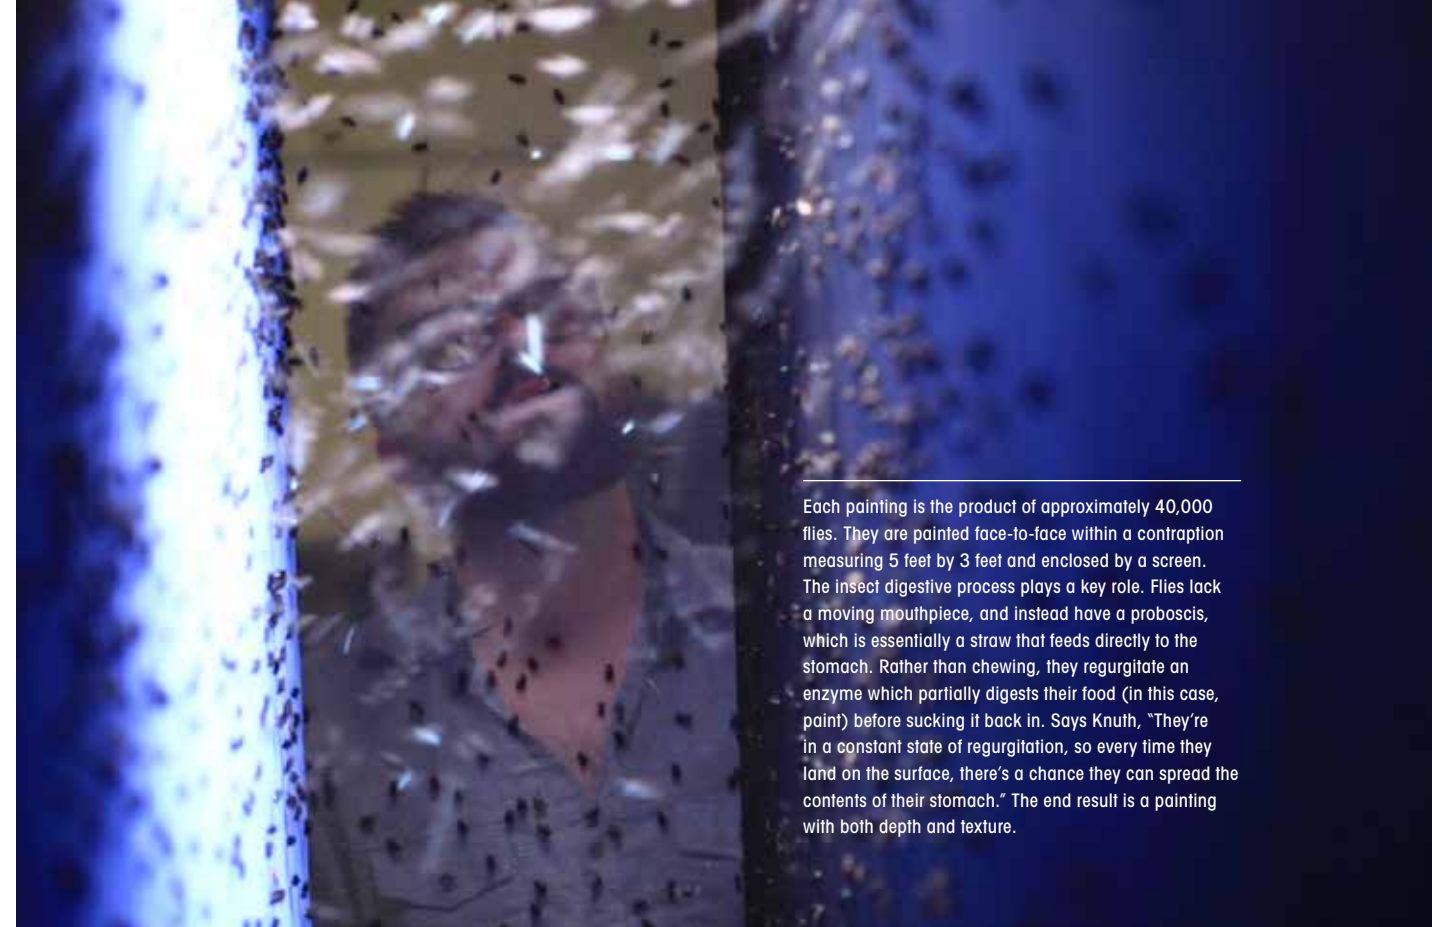 Each painting is the product of approximately 40,000
flies. They are painted face-to-face within a contraption
measuring 5 feet by 3 feet and enclosed by a screen.
The insect digestive process plays a key role. Flies lack
a moving mouthpiece, and instead have a proboscis,
which is essentially a straw that feeds directly to the
stomach. Rather than chewing, they regurgitate an
enzyme which partially digests their food (in this case,
paint) before sucking it back in. Says Knuth, “They’re
in a constant state of regurgitation, so every time they
land on the surface, there’s a chance they can spread the
contents of their stomach.” The end result is a painting
with both depth and texture.